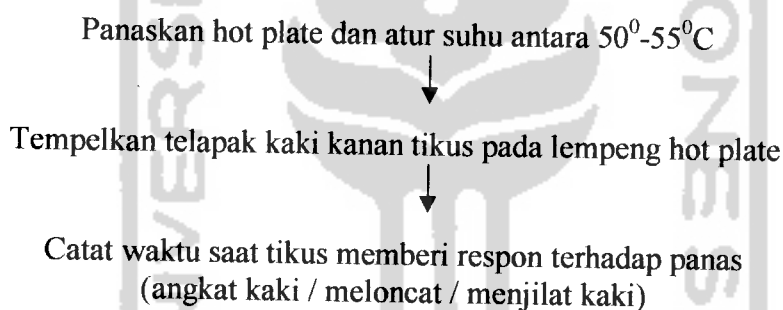 Panaskan hot plate dan atur suhu antara 50⁰-55⁰C
Tempelkan telapak kaki kanan tikus pada lempeng hot plate
Catat waktu saat tikus memberi respon terhadap panas
(angkat kaki / meloncat / menjilat kaki)